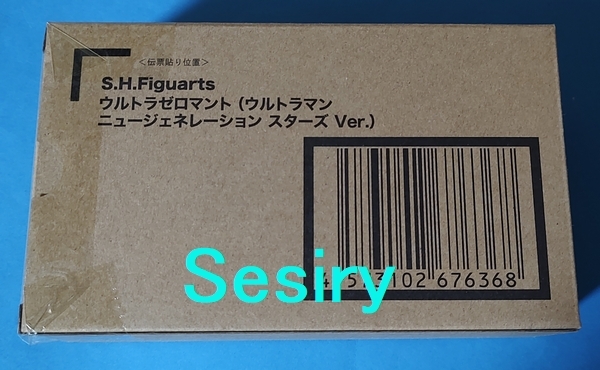 <伝票貼り位置>
S.H.Figuarts
ウルトラゼロマント (ウルトラマン
ニュージェネレーション スターズ Ver.)
Sesiry
102 676368